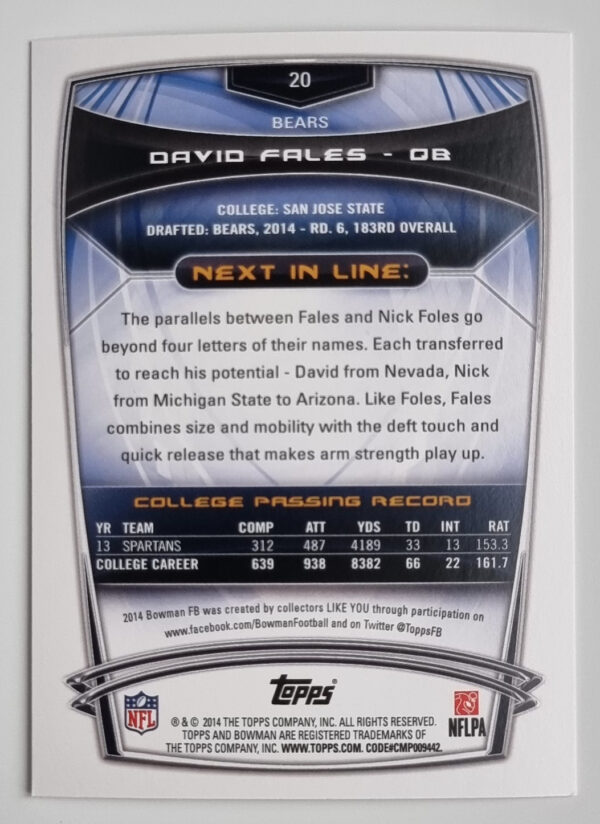 20
BEARS
DAVID FALES - QB
COLLEGE: SAN JOSE STATE
DRAFTED: BEARS, 2014 - RD. 6, 183RD OVERALL
NEXT IN LINE:
The parallels between Fales and Nick Foles go
beyond four letters of their names. Each transferred
to reach his potential - David from Nevada, Nick
from Michigan State to Arizona. Like Foles, Fales
combines size and mobility with the deft touch and
quick release that makes arm strength play up.
COLLEGE PASSING RECORD
YR TEAM COMP ATT YDS TD INT RAT
13 SPARTANS 312 487 4189 33 13 153.3
COLLEGE CAREER 639 938 8382 66 22 161.7
2014 Bowman FB was created by collectors LIKE YOU through participation on
www.facebook.com/BowmanFootball and on Twitter @ToppsFB
Topps®
NFL
NFLPA
® & © 2014 THE TOPPS COMPANY, INC. ALL RIGHTS RESERVED.
TOPPS AND BOWMAN ARE REGISTERED TRADEMARKS OF
THE TOPPS COMPANY, INC. WWW.TOPPS.COM. CODE#CMP009442.